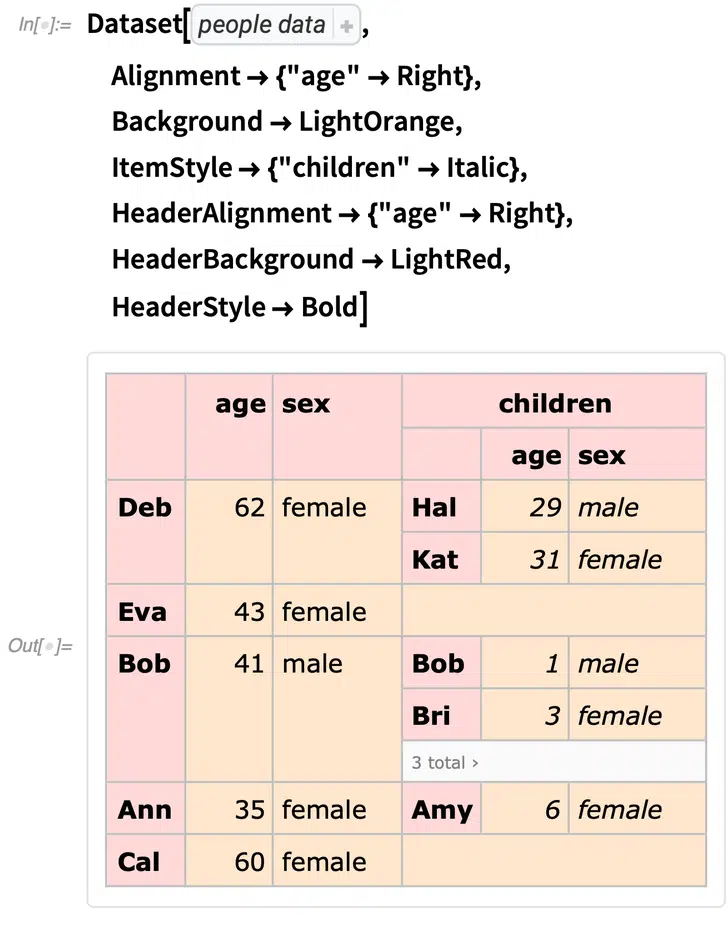 In[•]:= Dataset[ people data + ,
Alignment → {"age" → Right},
Background → LightOrange,
ItemStyle → {"children" → Italic},
HeaderAlignment → {"age" → Right},
HeaderBackground → LightRed,
HeaderStyle → Bold]
Out[•]=
age sex children
age sex
Deb 62 female Hal 29 male
Kat 31 female
Eva 43 female
Bob 41 male Bob 1 male
Bri 3 female
3 total ›
Ann 35 female Amy 6 female
Cal 60 female